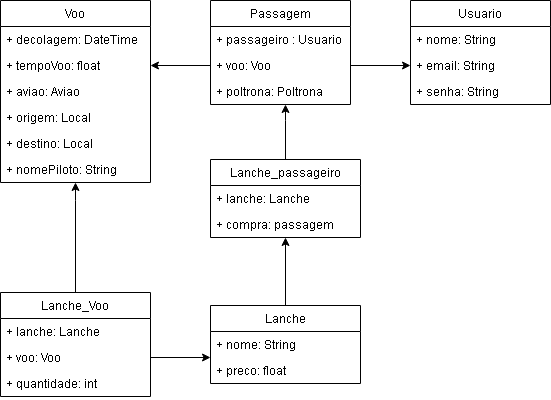 Voo
+ decolagem: DateTime
+ tempoVoo: float
+ aviao: Aviao
+ origem: Local
+ destino: Local
+ nomePiloto: String
Passagem
+ passageiro : Usuario
+ voo: Voo
+ poltrona: Poltrona
Usuario
+ nome: String
+ email: String
+ senha: String
Lanche_passageiro
+ lanche: Lanche
+ compra: passagem
Lanche_Voo
+ lanche: Lanche
+ voo: Voo
+ quantidade: int
Lanche
+ nome: String
+ preco: float